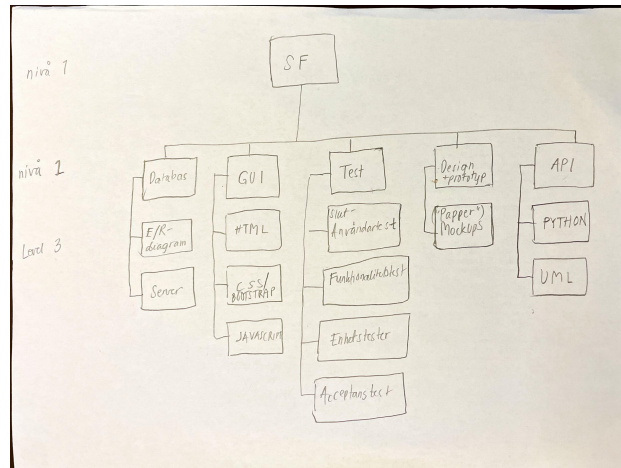 nivå 1
SF
nivå 2
Databas
GUI
Test
Design
+prototyp
API
Level 3
E/R-
diagram
HTML
Slut-
Användartest
("Papper")
Mockups
PYTHON
Server
CSS/
BOOTSTRAP
Funktionalitetstest
UML
JAVASCRIPT
Enhetstester
Acceptanstest